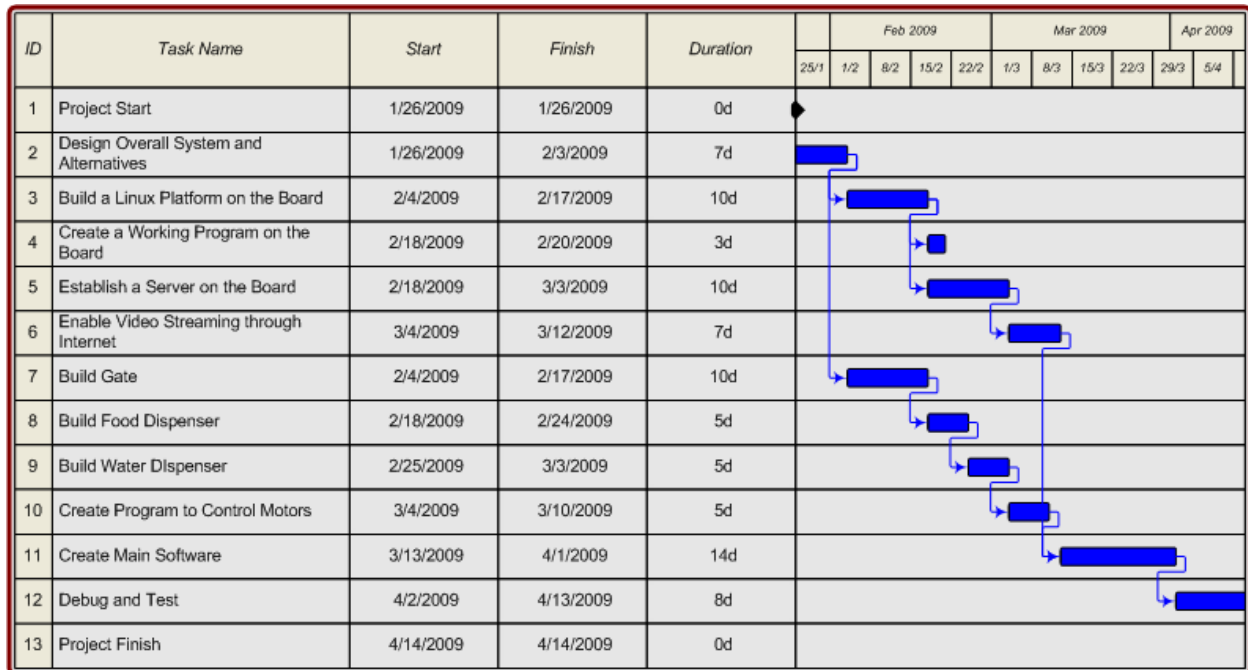 ID Task Name Start Finish Duration Feb 2009 Mar 2009 Apr 2009
25/1 1/2 8/2 15/2 22/2 1/3 8/3 15/3 22/3 29/3 5/4
1 Project Start 1/26/2009 1/26/2009 0d
2 Design Overall System and
Alternatives 1/26/2009 2/3/2009 7d
3 Build a Linux Platform on the Board 2/4/2009 2/17/2009 10d
4 Create a Working Program on the
Board 2/18/2009 2/20/2009 3d
5 Establish a Server on the Board 2/18/2009 3/3/2009 10d
6 Enable Video Streaming through
Internet 3/4/2009 3/12/2009 7d
7 Build Gate 2/4/2009 2/17/2009 10d
8 Build Food Dispenser 2/18/2009 2/24/2009 5d
9 Build Water DIspenser 2/25/2009 3/3/2009 5d
10 Create Program to Control Motors 3/4/2009 3/10/2009 5d
11 Create Main Software 3/13/2009 4/1/2009 14d
12 Debug and Test 4/2/2009 4/13/2009 8d
13 Project Finish 4/14/2009 4/14/2009 0d